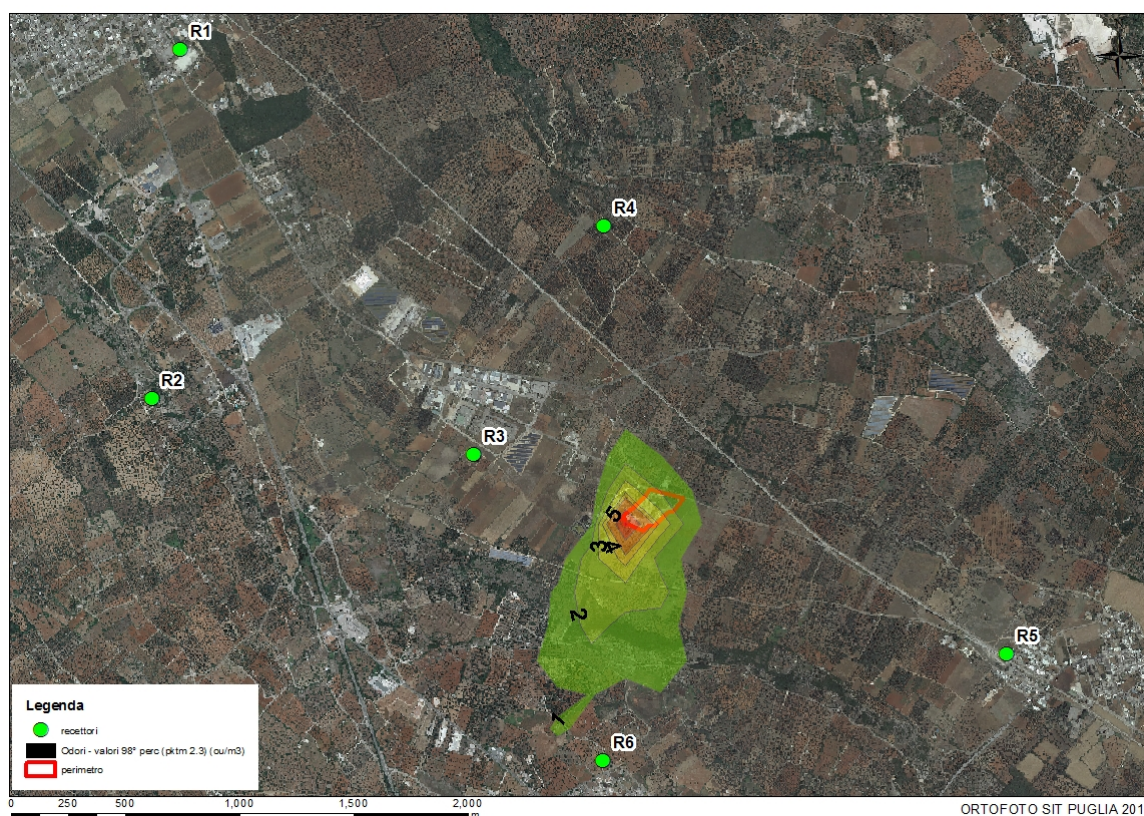 R1
R4
R2
R3
5
3
4
2
R5
1
R6
Legenda
recettori
Odori - valori 98° perc (pktm 2.3) (ou/m3)
perimetro
0 250 500 1,000 1,500 2,000
m
ORTOFOTO SIT PUGLIA 201